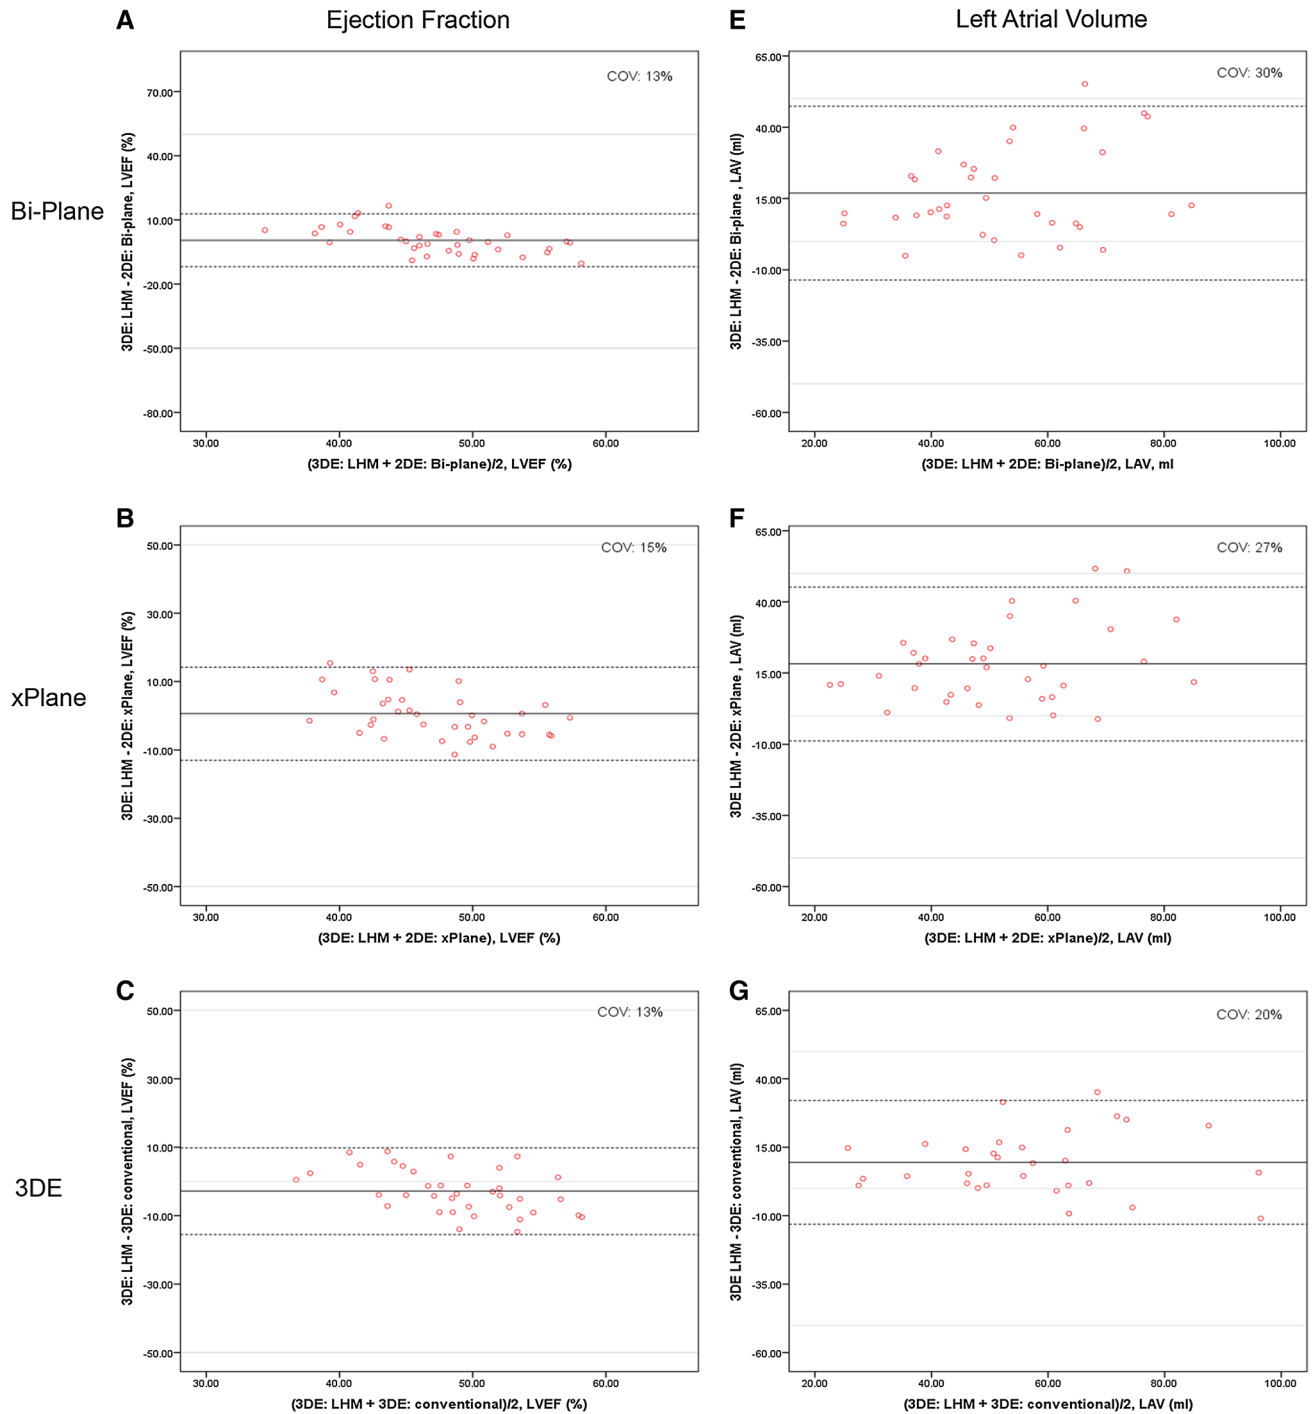 A
Ejection Fraction
E
Left Atrial Volume
Bi-Plane
COV: 13%
70.00
40.00
10.00
-20.00
-50.00
-80.00
3DE: LHM - 2DE: Bi-plane, LVEF (%)
30.00 40.00 50.00 60.00
(3DE: LHM + 2DE: Bi-plane)/2, LVEF (%)
COV: 30%
65.00
40.00
15.00
-10.00
-35.00
-60.00
3DE: LHM - 2DE: Bi-plane , LAV (ml)
20.00 40.00 60.00 80.00 100.00
(3DE: LHM + 2DE: Bi-plane)/2, LAV, ml
B
F
xPlane
COV: 15%
50.00
30.00
10.00
-10.00
-30.00
-50.00
3DE: LHM - 2DE: xPlane, LVEF (%)
30.00 40.00 50.00 60.00
(3DE: LHM + 2DE: xPlane), LVEF (%)
COV: 27%
65.00
40.00
15.00
-10.00
-35.00
-60.00
3DE LHM - 2DE: xPlane , LAV (ml)
20.00 40.00 60.00 80.00 100.00
(3DE: LHM + 2DE: xPlane)/2, LAV (ml)
C
G
3DE
COV: 13%
50.00
30.00
10.00
-10.00
-30.00
-50.00
3DE: LHM - 3DE: conventional, LVEF (%)
30.00 40.00 50.00 60.00
(3DE: LHM + 3DE: conventional)/2, LVEF (%)
COV: 20%
65.00
40.00
15.00
-10.00
-35.00
-60.00
3DE LHM - 3DE: conventional, LAV (ml)
20.00 40.00 60.00 80.00 100.00
(3DE: LHM + 3DE: conventional)/2, LAV (ml)